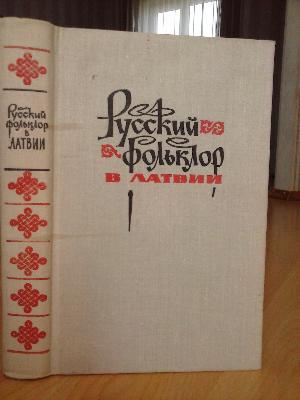 Русский
фольклор
в
ЛАТВИИ
Русский
фольклор
В ЛАТВИИ